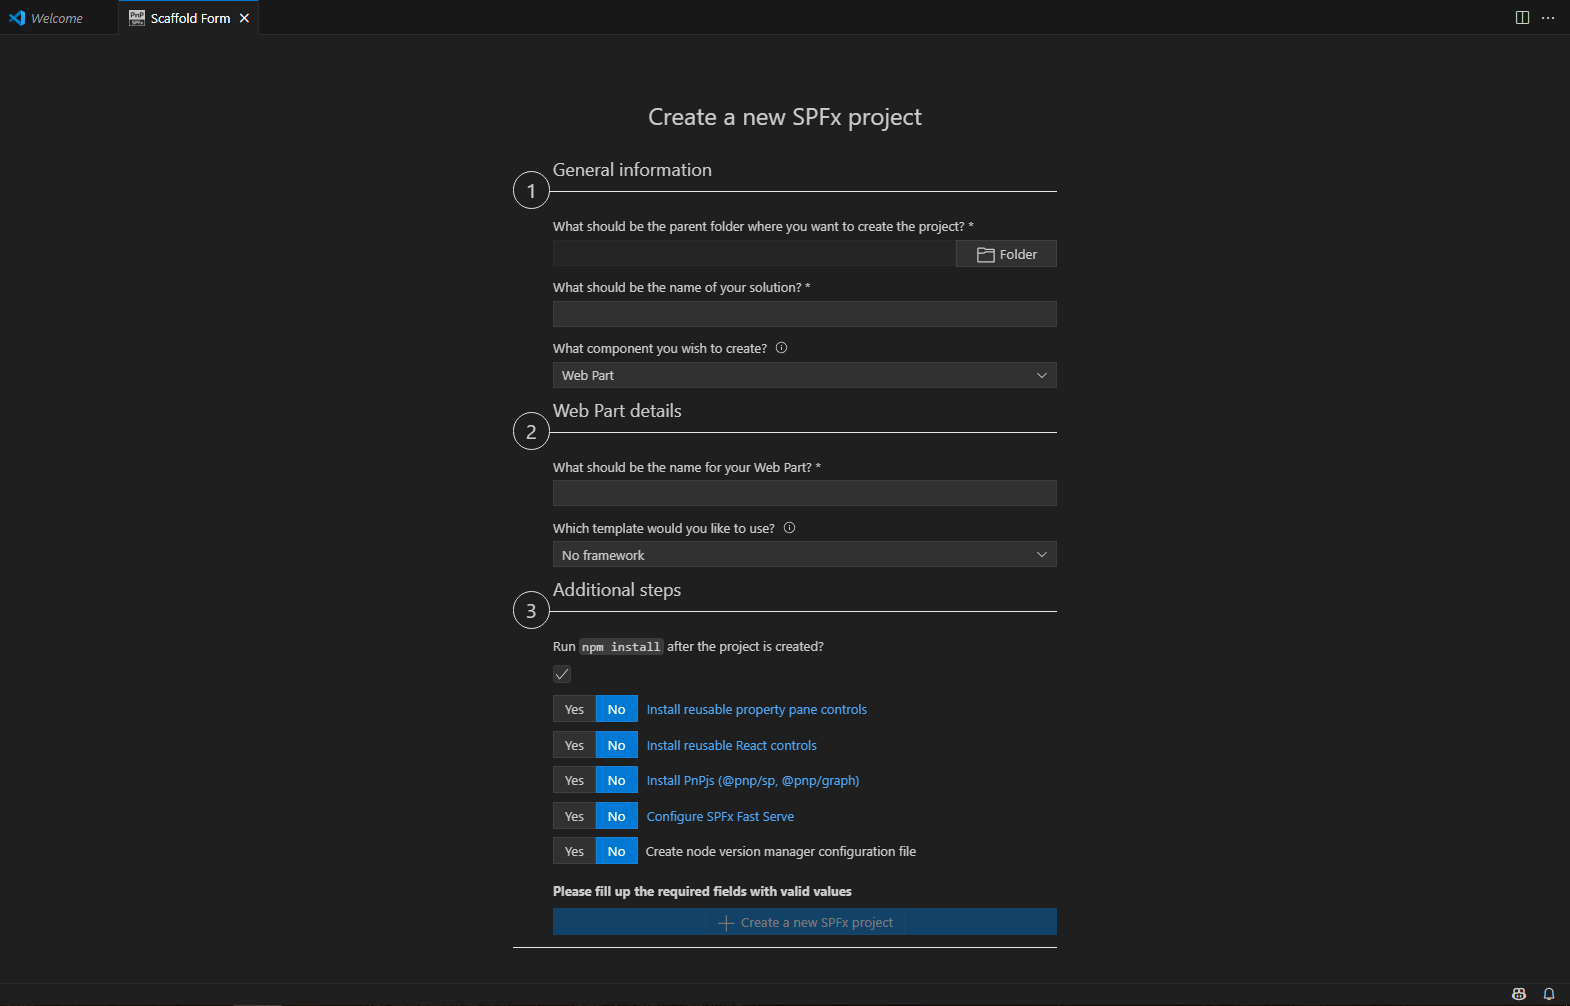 Welcome
PnP
SPFx
Scaffold Form
Create a new SPFx project
General information
1
What should be the parent folder where you want to create the project? *
Folder
What should be the name of your solution? *
What component you wish to create?
Web Part
Web Part details
2
What should be the name for your Web Part? *
Which template would you like to use?
No framework
Additional steps
3
Run npm install after the project is created?
Yes No Install reusable property pane controls
Yes No Install reusable React controls
Yes No Install PnPjs (@pnp/sp, @pnp/graph)
Yes No Configure SPFx Fast Serve
Yes No Create node version manager configuration file
Please fill up the required fields with valid values
Create a new SPFx project